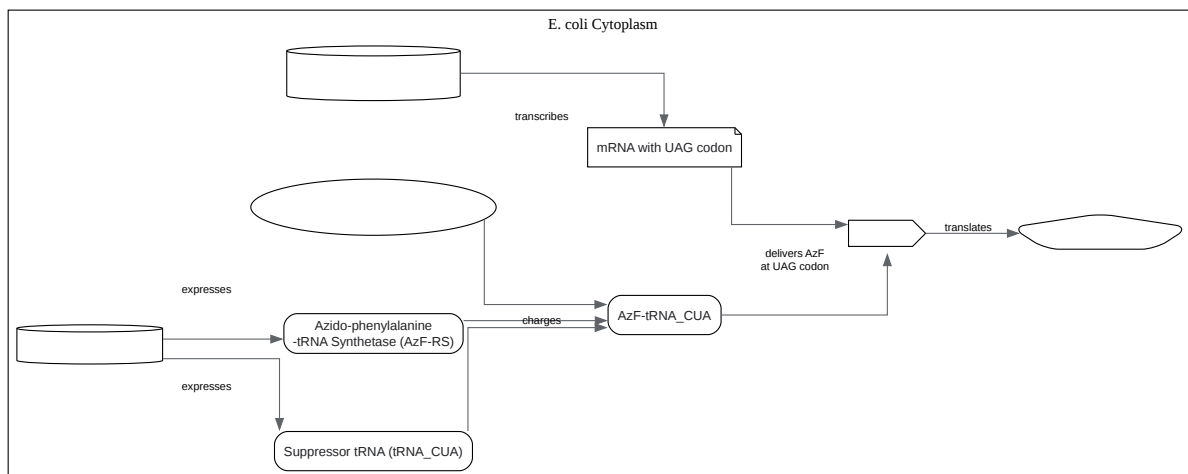 E. coli Cytoplasm
transcribes
mRNA with UAG codon
translates
delivers AzF
at UAG codon
expresses
Azido-phenylalanine
-tRNA Synthetase (AzF-RS)
charges
AzF-tRNA_CUA
expresses
Suppressor tRNA (tRNA_CUA)